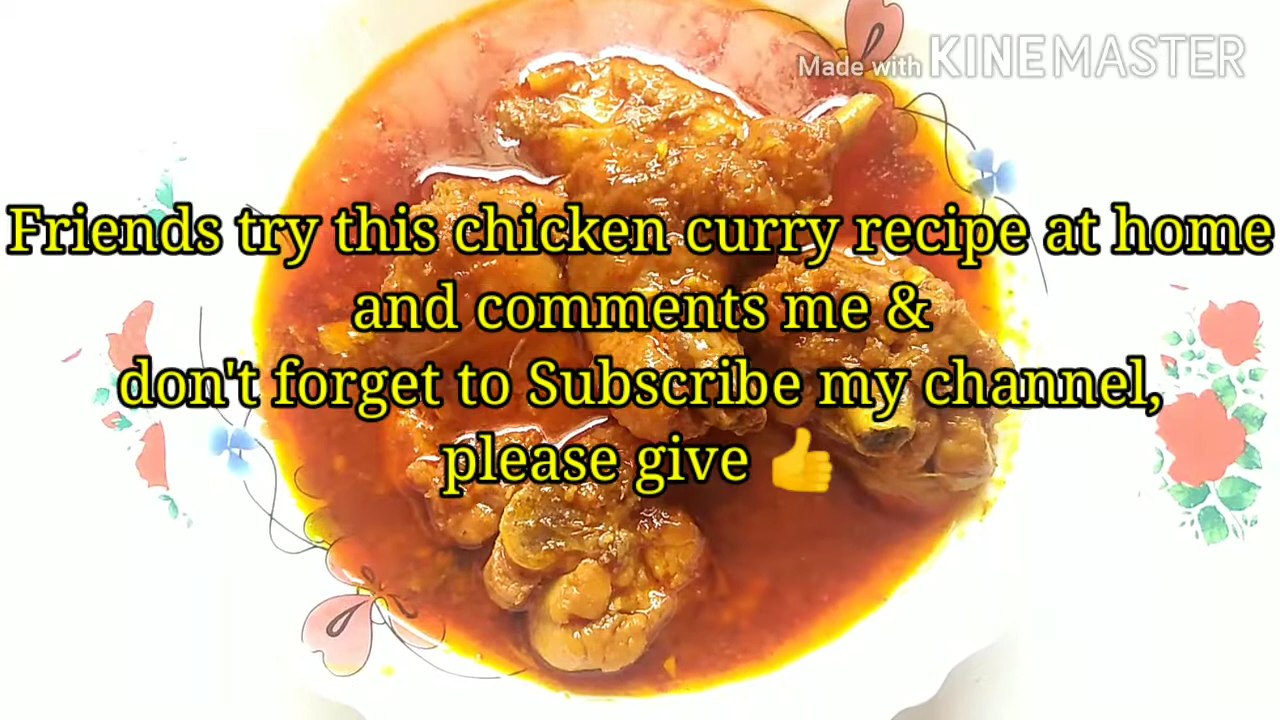 Made with KINEMASTER
Friends try this chicken curry recipe at home
and comments me &
don't forget to Subscribe my channel,
please give 👍